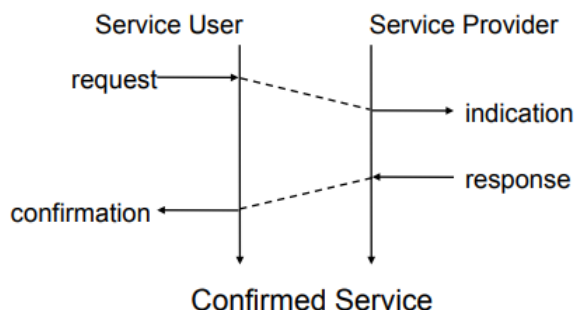 Service User
Service Provider
request
indication
response
confirmation
Confirmed Service